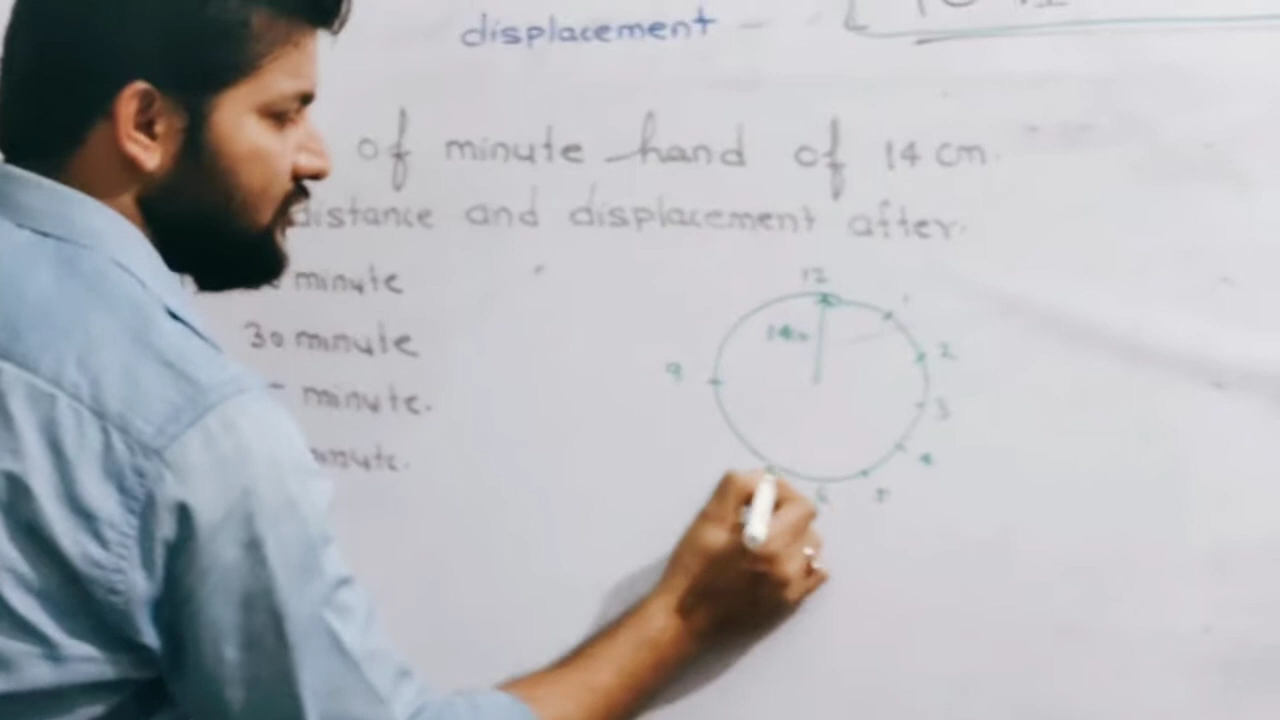 displacement -
of minute hand of 14 cm.
distance and displacement after.
minute
30 minute
minute.
minute.
12
1
2
3
4
5
6
9
14cm